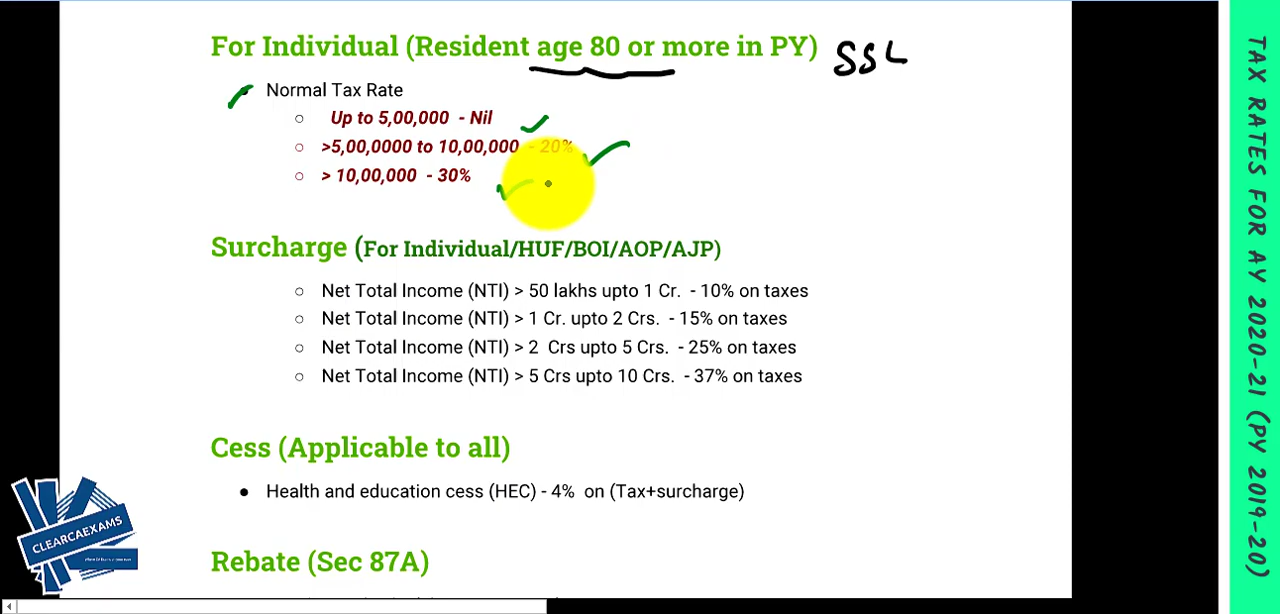 For Individual (Resident age 80 or more in PY) SSC
● Normal Tax Rate
○ Up to 5,00,000 - Nil
○ >5,00,0000 to 10,00,000 - 20%
○ > 10,00,000 - 30%
Surcharge (For Individual/HUF/BOI/AOP/AJP)
○ Net Total Income (NTI) > 50 lakhs upto 1 Cr. - 10% on taxes
○ Net Total Income (NTI) > 1 Cr. upto 2 Crs. - 15% on taxes
○ Net Total Income (NTI) > 2 Crs upto 5 Crs. - 25% on taxes
○ Net Total Income (NTI) > 5 Crs upto 10 Crs. - 37% on taxes
Cess (Applicable to all)
● Health and education cess (HEC) - 4% on (Tax+surcharge)
Rebate (Sec 87A)
CLEARCAEXAMS
TAX RATES FOR AY 2020-21 (PY 2019-20)